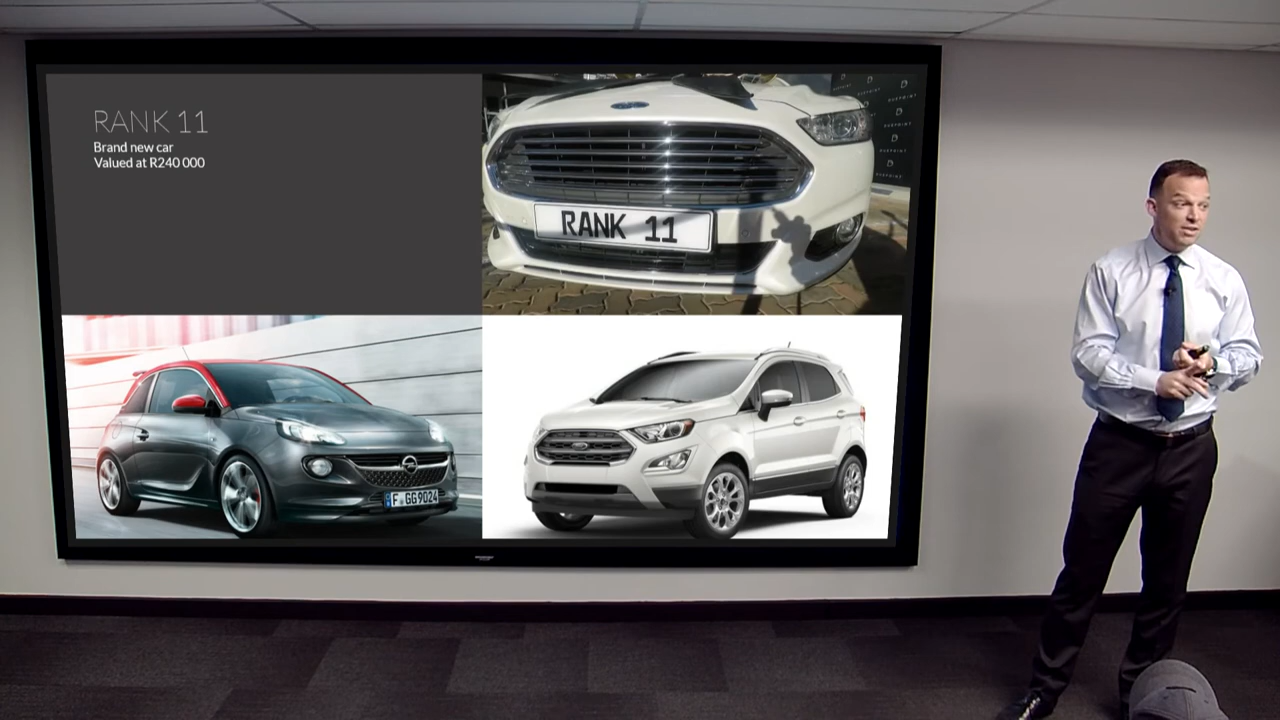 RANK 11
Brand new car
Valued at R240 000
RANK 11
F GG 9024